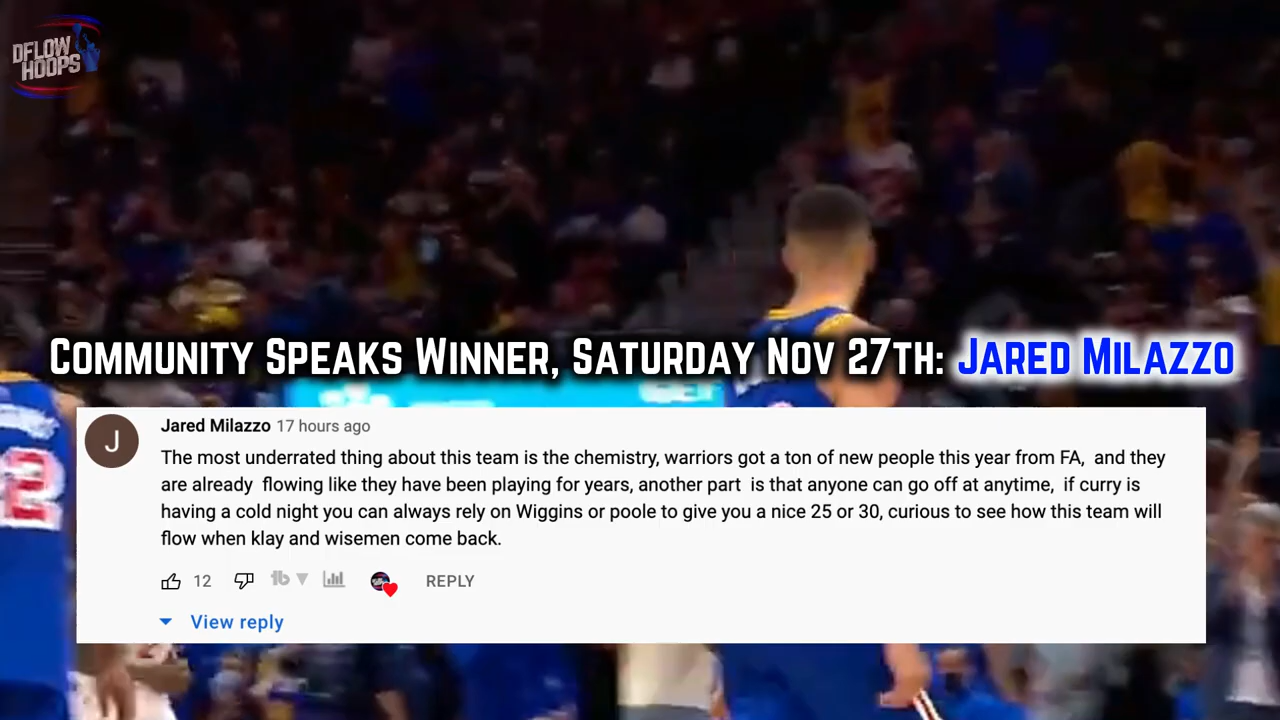 DFLOW
HOOPS
Community Speaks Winner, Saturday Nov 27th: Jared Milazzo
J
Jared Milazzo 17 hours ago
The most underrated thing about this team is the chemistry, warriors got a ton of new people this year from FA, and they
are already flowing like they have been playing for years, another part is that anyone can go off at anytime, if curry is
having a cold night you can always rely on Wiggins or poole to give you a nice 25 or 30, curious to see how this team will
flow when klay and wisemen come back.
12
REPLY
View reply
2